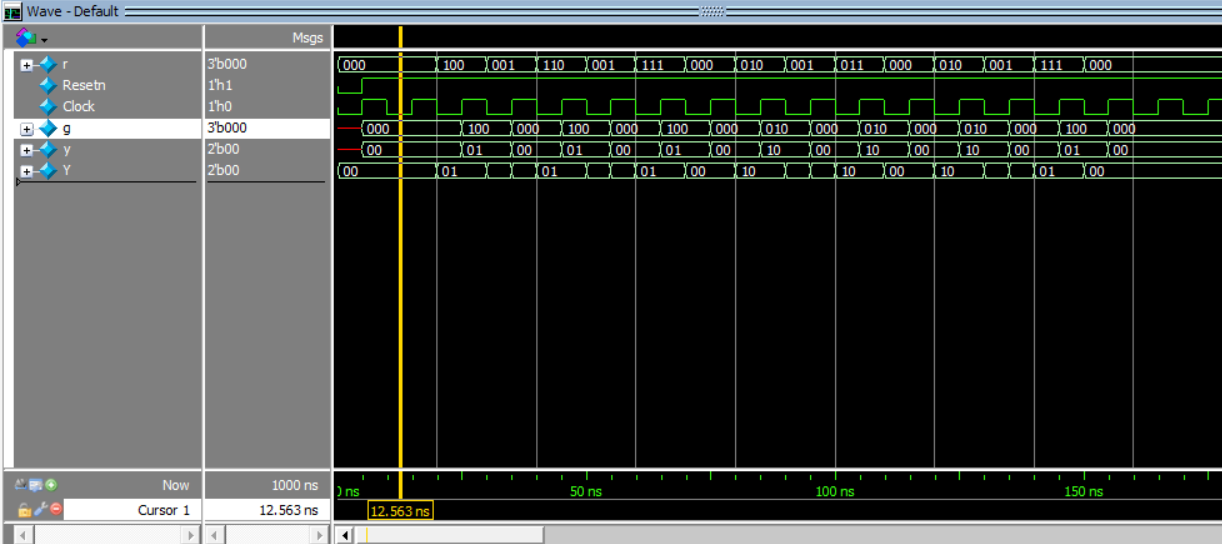 Wave - Default
Msgs
r 3'b000 000 100 001 110 001 111 000 010 001 011 000 010 001 111 000
Resetn 1'h1
Clock 1'h0
g 3'b000 000 100 000 100 000 100 000 010 000 010 000 010 000 100 000
y 2'b00 00 01 00 01 00 01 00 10 00 10 00 10 00 01 00
Y 2'b00 00 01 01 01 00 10 10 00 10 01 00
Now 1000 ns 0 ns 50 ns 100 ns 150 ns
Cursor 1 12.563 ns 12.563 ns